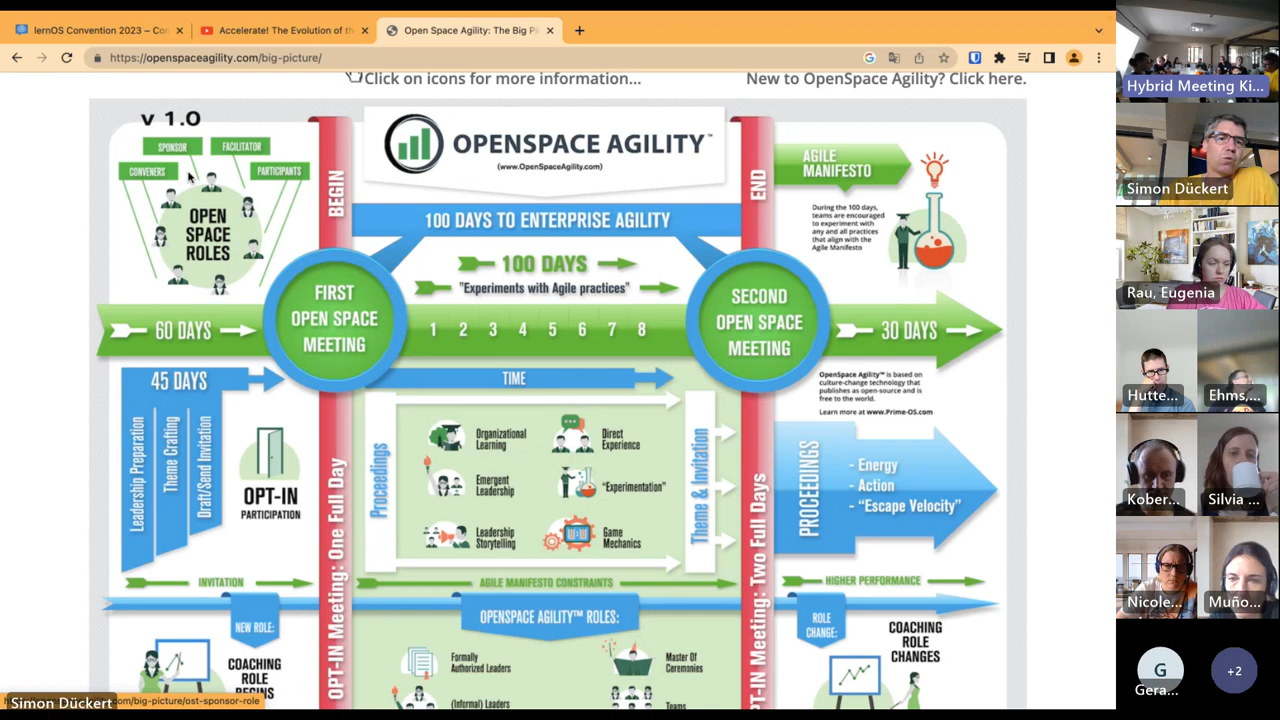 lernOS Convention 2023 – Co
Accelerate! The Evolution of th
Open Space Agility: The Big Pi
https://openspaceagility.com/big-picture/
Click on icons for more information...
New to OpenSpace Agility? Click here.
v 1.0
SPONSOR
FACILITATOR
CONVENERS
PARTICIPANTS
OPEN
SPACE
ROLES
BEGIN
OPENSPACE AGILITY™
(www.OpenSpaceAgility.com)
100 DAYS TO ENTERPRISE AGILITY
100 DAYS
"Experiments with Agile practices"
END
AGILE
MANIFESTO
During the 100 days,
teams are encouraged
to experiment with
any and all practices
that align with the
Agile Manifesto
60 DAYS
FIRST
OPEN SPACE
MEETING
1 2 3 4 5 6 7 8
SECOND
OPEN SPACE
MEETING
30 DAYS
45 DAYS
TIME
OpenSpace Agility™ is based on
culture-change technology that
publishes as open-source and is
free to the world.
Learn more at www.Prime-OS.com
Leadership Preparation
Theme Crafting
Draft/Send Invitation
OPT-IN
PARTICIPATION
OPT-IN Meeting: One Full Day
Proceedings
Organizational
Learning
Direct
Experience
Emergent
Leadership
"Experimentation"
Leadership
Storytelling
Game
Mechanics
Theme & Invitation
PT-IN Meeting: Two Full Days
PROCEEDINGS
- Energy
- Action
- "Escape Velocity"
INVITATION
AGILE MANIFESTO CONSTRAINTS
HIGHER PERFORMANCE
NEW ROLE:
OPENSPACE AGILITY™ ROLES:
ROLE
CHANGE:
COACHING
ROLE
BEGINS
Formally
Authorized Leaders
Master Of
Ceremonies
(Informal) Leaders
Teams
COACHING
ROLE
CHANGES
Simon Dückert
com/big-picture/ost-sponsor-role
Hybrid Meeting Ki...
Simon Dückert
Rau, Eugenia
Hutte...
Ehms,...
Kober...
Silvia ...
Nicole...
Muño...
G
Gera...
+2